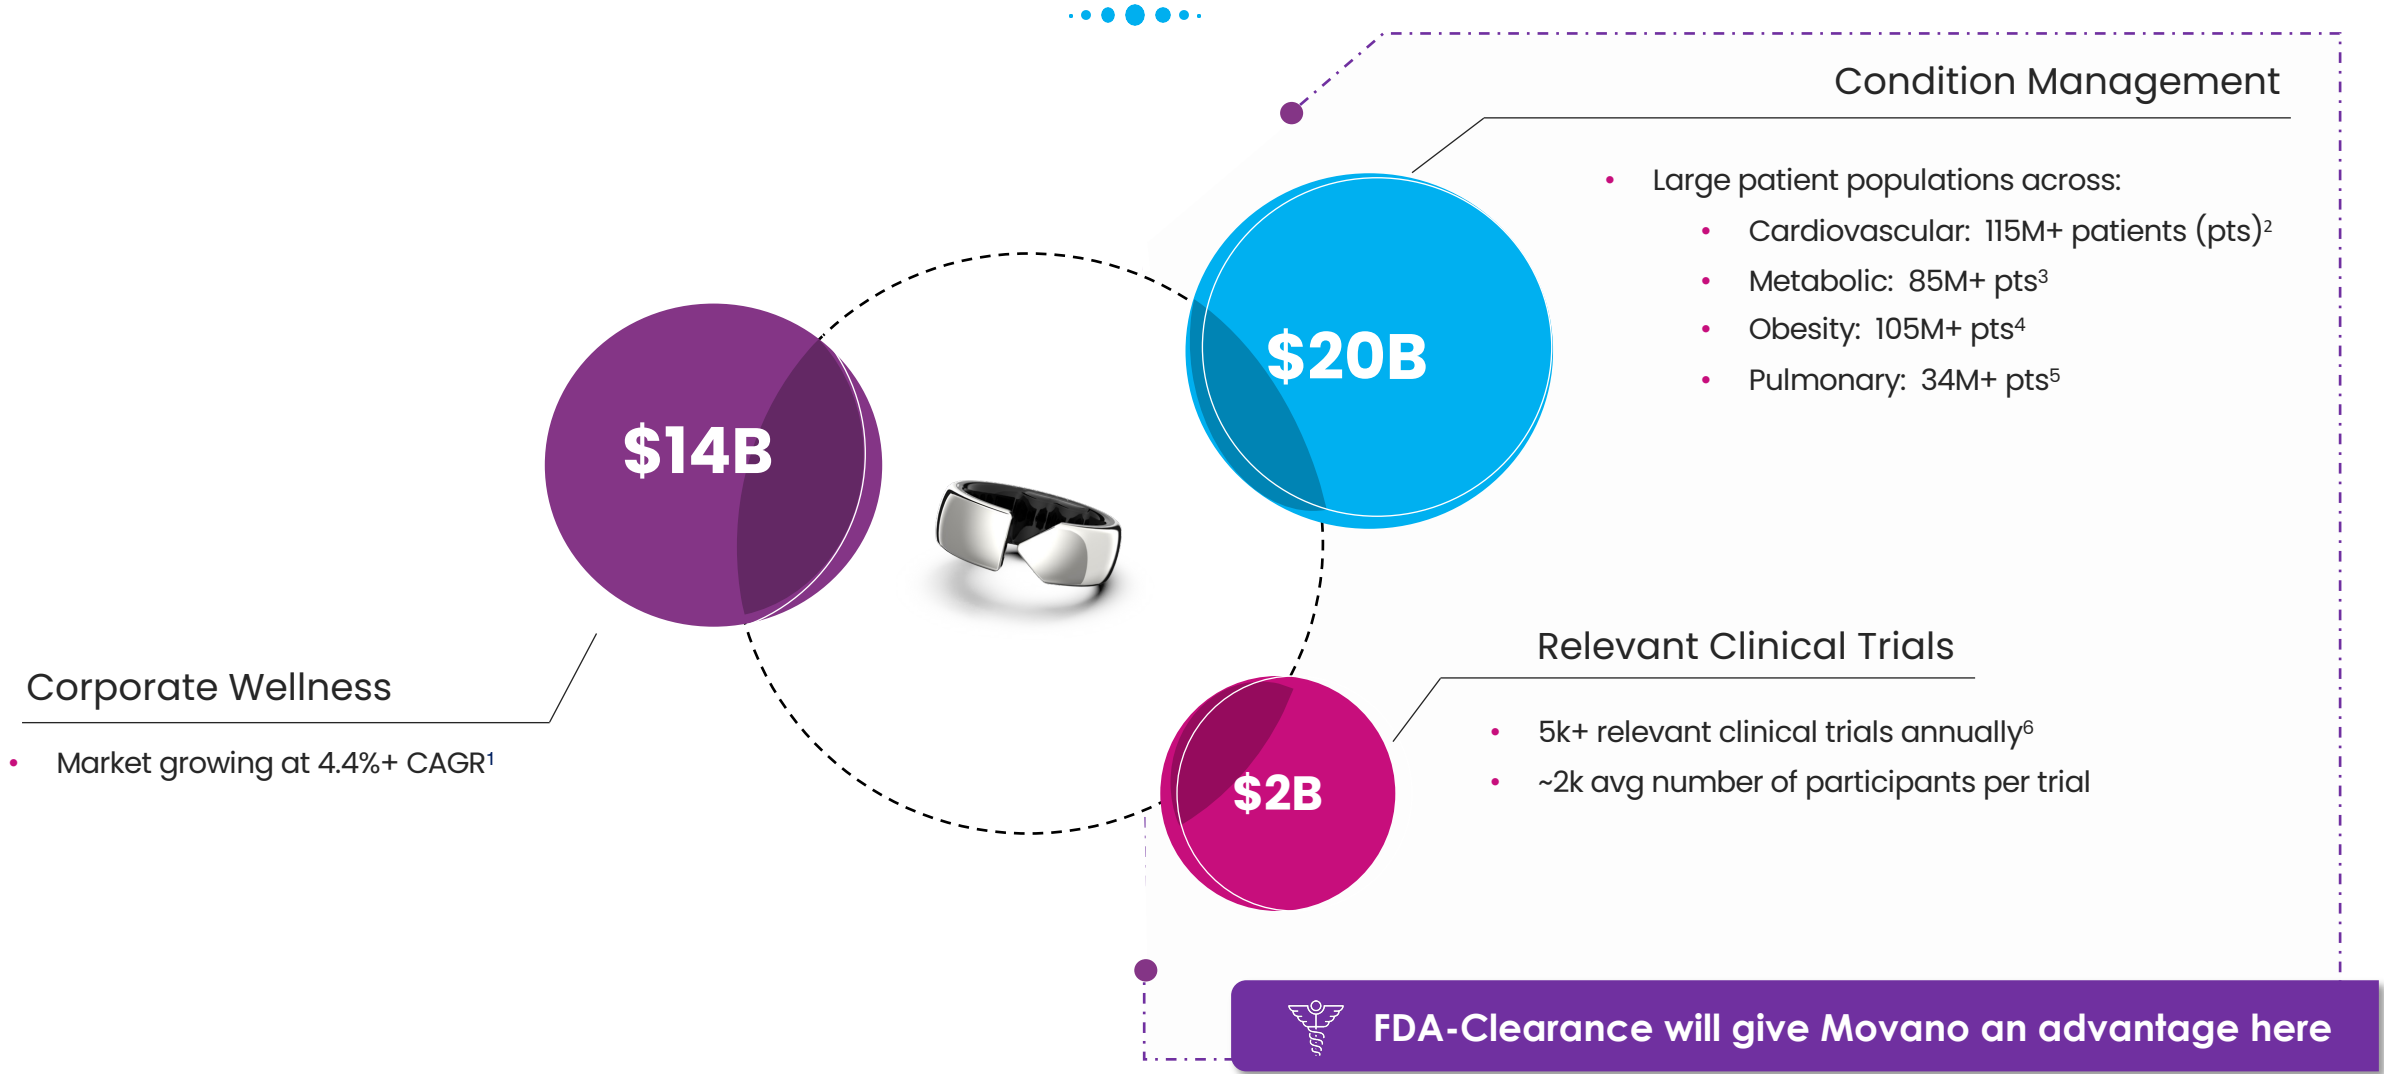 Condition Management
• Large patient populations across:
• Cardiovascular: 115M+ patients (pts)²
• Metabolic: 85M+ pts³
• Obesity: 105M+ pts⁴
• Pulmonary: 34M+ pts⁵
$20B
$14B
Corporate Wellness
• Market growing at 4.4%+ CAGR¹
Relevant Clinical Trials
• 5k+ relevant clinical trials annually⁶
• ~2k avg number of participants per trial
$2B
FDA-Clearance will give Movano an advantage here